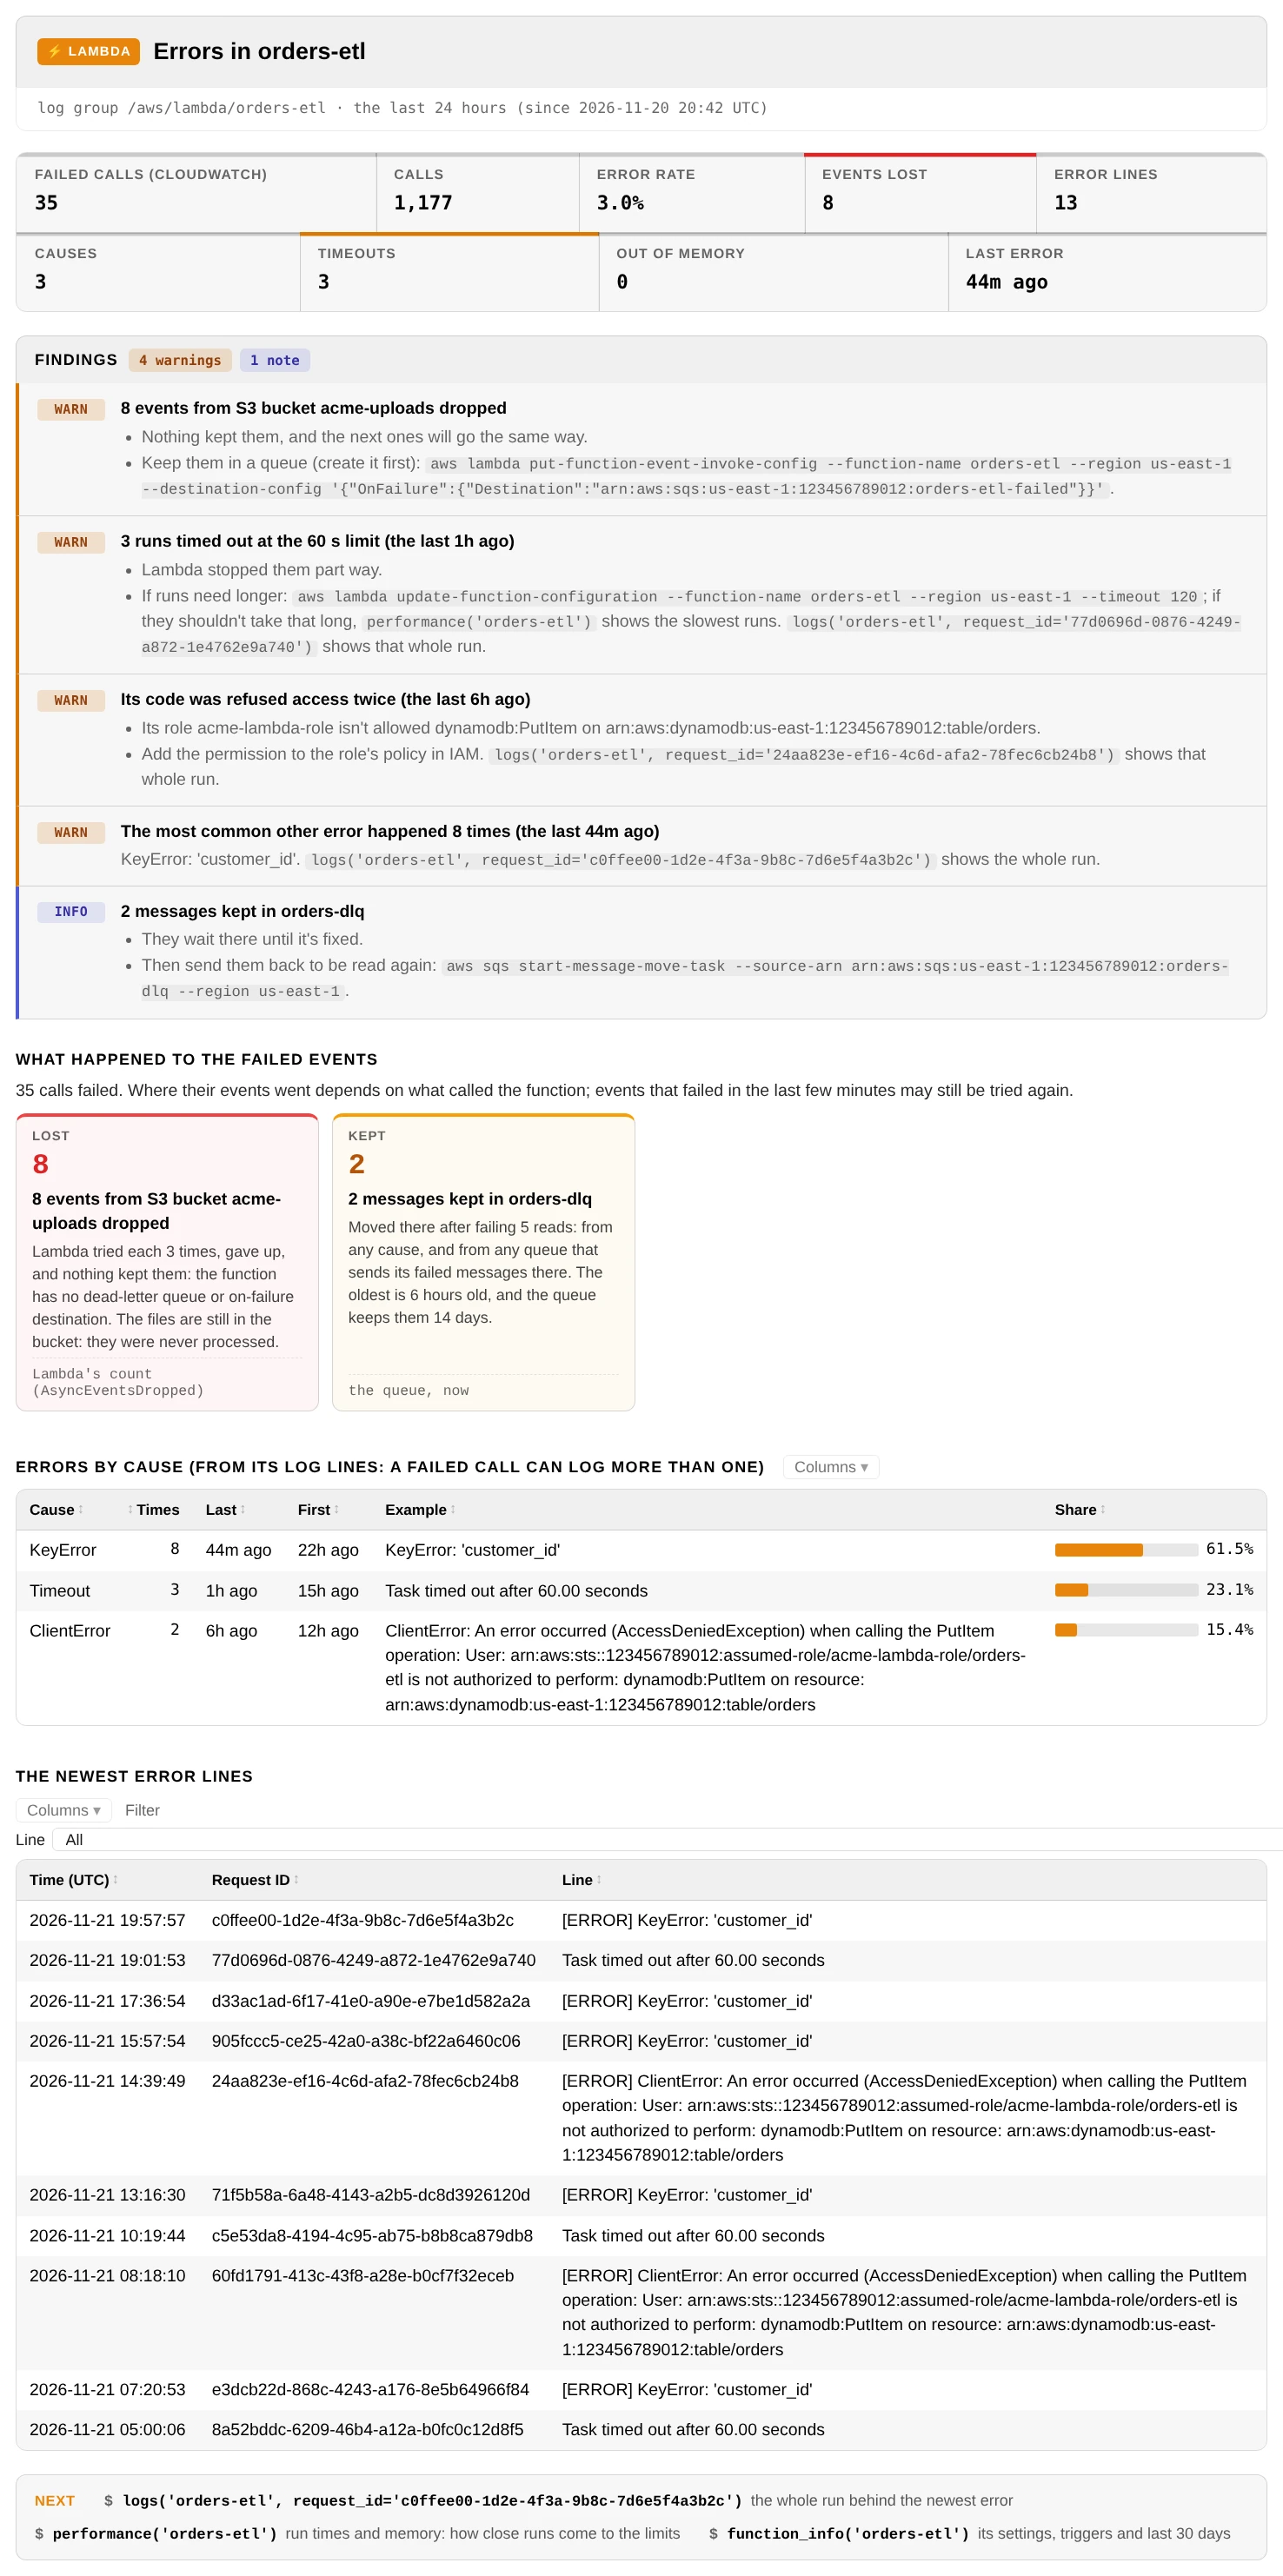 ⚡ LAMBDA Errors in orders-etl
log group /aws/lambda/orders-etl · the last 24 hours (since 2026-11-20 20:42 UTC)
FAILED CALLS (CLOUDWATCH) CALLS ERROR RATE EVENTS LOST ERROR LINES
35 1,177 3.0% 8 13
CAUSES TIMEOUTS OUT OF MEMORY LAST ERROR
3 3 0 44m ago
FINDINGS 4 warnings 1 note
WARN 8 events from S3 bucket acme-uploads dropped
• Nothing kept them, and the next ones will go the same way.
• Keep them in a queue (create it first): aws lambda put-function-event-invoke-config --function-name orders-etl --region us-east-1
--destination-config '{"OnFailure":{"Destination":"arn:aws:sqs:us-east-1:123456789012:orders-etl-failed"}}'.
WARN 3 runs timed out at the 60 s limit (the last 1h ago)
• Lambda stopped them part way.
• If runs need longer: aws lambda update-function-configuration --function-name orders-etl --region us-east-1 --timeout 120; if
they shouldn't take that long, performance('orders-etl') shows the slowest runs. logs('orders-etl', request_id='77d0696d-0876-4249-
a872-1e4762e9a740') shows that whole run.
WARN Its code was refused access twice (the last 6h ago)
• Its role acme-lambda-role isn't allowed dynamodb:PutItem on arn:aws:dynamodb:us-east-1:123456789012:table/orders.
• Add the permission to the role's policy in IAM. logs('orders-etl', request_id='24aa823e-ef16-4c6d-afa2-78fec6cb24b8') shows that
whole run.
WARN The most common other error happened 8 times (the last 44m ago)
KeyError: 'customer_id'. logs('orders-etl', request_id='c0ffee00-1d2e-4f3a-9b8c-7d6e5f4a3b2c') shows the whole run.
INFO 2 messages kept in orders-dlq
• They wait there until it's fixed.
• Then send them back to be read again: aws sqs start-message-move-task --source-arn arn:aws:sqs:us-east-1:123456789012:orders-
dlq --region us-east-1.
WHAT HAPPENED TO THE FAILED EVENTS
35 calls failed. Where their events went depends on what called the function; events that failed in the last few minutes may still be tried again.
LOST
8
8 events from S3 bucket acme-
uploads dropped
Lambda tried each 3 times, gave up,
and nothing kept them: the function
has no dead-letter queue or on-failure
destination. The files are still in the
bucket: they were never processed.
Lambda's count
(AsyncEventsDropped)
KEPT
2
2 messages kept in orders-dlq
Moved there after failing 5 reads: from
any cause, and from any queue that
sends its failed messages there. The
oldest is 6 hours old, and the queue
keeps them 14 days.
the queue, now
ERRORS BY CAUSE (FROM ITS LOG LINES: A FAILED CALL CAN LOG MORE THAN ONE) Columns ▾
Cause ↕ ↕ Times Last ↕ First ↕ Example ↕ Share ↕
KeyError 8 44m ago 22h ago KeyError: 'customer_id' 61.5%
Timeout 3 1h ago 15h ago Task timed out after 60.00 seconds 23.1%
ClientError 2 6h ago 12h ago ClientError: An error occurred (AccessDeniedException) when calling the PutItem 15.4%
operation: User: arn:aws:sts::123456789012:assumed-role/acme-lambda-role/orders-
etl is not authorized to perform: dynamodb:PutItem on resource:
arn:aws:dynamodb:us-east-1:123456789012:table/orders
THE NEWEST ERROR LINES
Columns ▾ Filter
Line All
Time (UTC) ↕ Request ID ↕ Line ↕
2026-11-21 19:57:57 c0ffee00-1d2e-4f3a-9b8c-7d6e5f4a3b2c [ERROR] KeyError: 'customer_id'
2026-11-21 19:01:53 77d0696d-0876-4249-a872-1e4762e9a740 Task timed out after 60.00 seconds
2026-11-21 17:36:54 d33ac1ad-6f17-41e0-a90e-e7be1d582a2a [ERROR] KeyError: 'customer_id'
2026-11-21 15:57:54 905fccc5-ce25-42a0-a38c-bf22a6460c06 [ERROR] KeyError: 'customer_id'
2026-11-21 14:39:49 24aa823e-ef16-4c6d-afa2-78fec6cb24b8 [ERROR] ClientError: An error occurred (AccessDeniedException) when calling the PutItem
operation: User: arn:aws:sts::123456789012:assumed-role/acme-lambda-role/orders-etl is
not authorized to perform: dynamodb:PutItem on resource: arn:aws:dynamodb:us-east-
1:123456789012:table/orders
2026-11-21 13:16:30 71f5b58a-6a48-4143-a2b5-dc8d3926120d [ERROR] KeyError: 'customer_id'
2026-11-21 10:19:44 c5e53da8-4194-4c95-ab75-b8b8ca879db8 Task timed out after 60.00 seconds
2026-11-21 08:18:10 60fd1791-413c-43f8-a28e-b0cf7f32eceb [ERROR] ClientError: An error occurred (AccessDeniedException) when calling the PutItem
operation: User: arn:aws:sts::123456789012:assumed-role/acme-lambda-role/orders-etl is
not authorized to perform: dynamodb:PutItem on resource: arn:aws:dynamodb:us-east-
1:123456789012:table/orders
2026-11-21 07:20:53 e3dcb22d-868c-4243-a176-8e5b64966f84 [ERROR] KeyError: 'customer_id'
2026-11-21 05:00:06 8a52bddc-6209-46b4-a12a-b0fc0c12d8f5 Task timed out after 60.00 seconds
NEXT $ logs('orders-etl', request_id='c0ffee00-1d2e-4f3a-9b8c-7d6e5f4a3b2c') the whole run behind the newest error
$ performance('orders-etl') run times and memory: how close runs come to the limits $ function_info('orders-etl') its settings, triggers and last 30 days